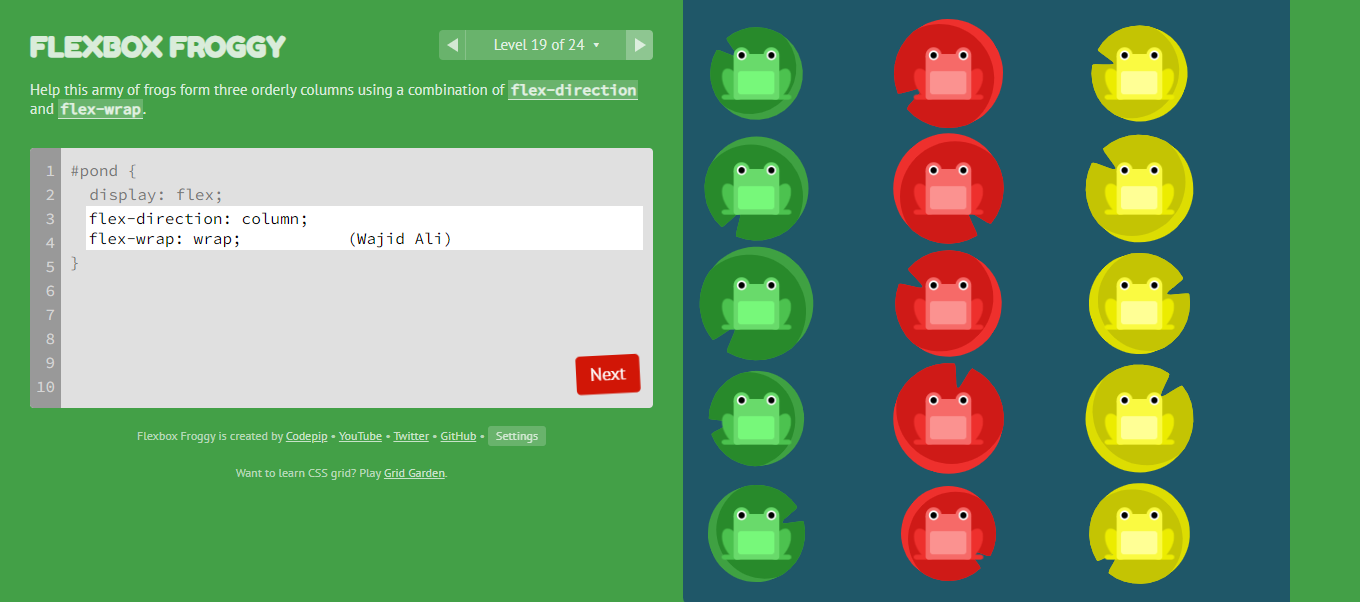 FLEXBOX FROGGY
Level 19 of 24
Help this army of frogs form three orderly columns using a combination of flex-direction
and flex-wrap.
1 #pond {
2 display: flex;
3 flex-direction: column;
4 flex-wrap: wrap; (Wajid Ali)
5 }
6
7
8
9
10
Next
Flexbox Froggy is created by Codepip • YouTube • Twitter • GitHub • Settings
Want to learn CSS grid? Play Grid Garden.